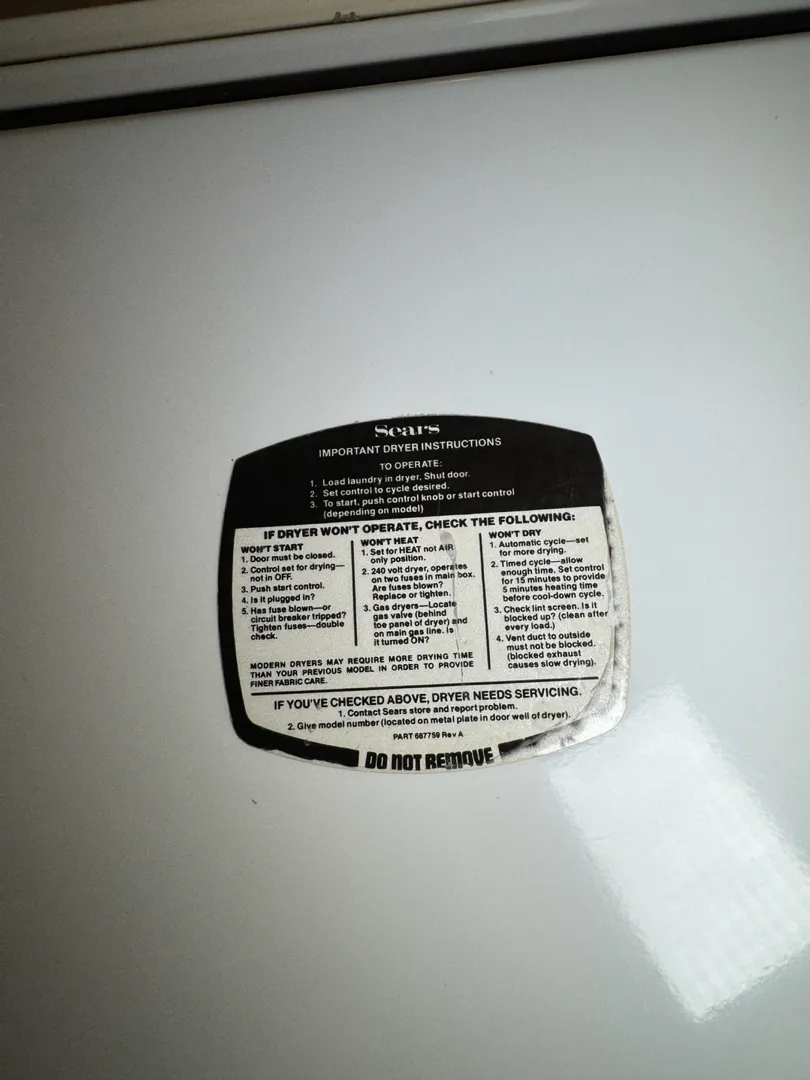 Sears
IMPORTANT DRYER INSTRUCTIONS
TO OPERATE:
1. Load laundry in dryer, Shut door.
2. Set control to cycle desired.
3. To start, push control knob or start control
(depending on model)
IF DRYER WON'T OPERATE, CHECK THE FOLLOWING:
WON'T START
1. Door must be closed.
2. Control set for drying—
not in OFF.
3. Push start control.
4. Is it plugged in?
5. Has fuse blown—or
circuit breaker tripped?
Tighten fuses—double
check.
WON'T HEAT
1. Set for HEAT not AIR
only position.
2. 240 volt dryer, operates
on two fuses in main box.
Are fuses blown?
Replace or tighten.
3. Gas dryers—Locate
gas valve (behind
toe panel of dryer) and
on main gas line. Is
it turned ON?
WON'T DRY
1. Automatic cycle—set
for more drying.
2. Timed cycle—allow
enough time. Set control
for 15 minutes to provide
5 minutes heating time
before cool-down cycle.
3. Check lint screen. Is it
blocked up? (clean after
every load.)
4. Vent duct to outside
must not be blocked.
(blocked exhaust
causes slow drying).
MODERN DRYERS MAY REQUIRE MORE DRYING TIME
THAN YOUR PREVIOUS MODEL IN ORDER TO PROVIDE
FINER FABRIC CARE.
IF YOU'VE CHECKED ABOVE, DRYER NEEDS SERVICING.
1. Contact Sears store and report problem.
2. Give model number (located on metal plate in door well of dryer).
PART 687759 Rev A
DO NOT REMOVE